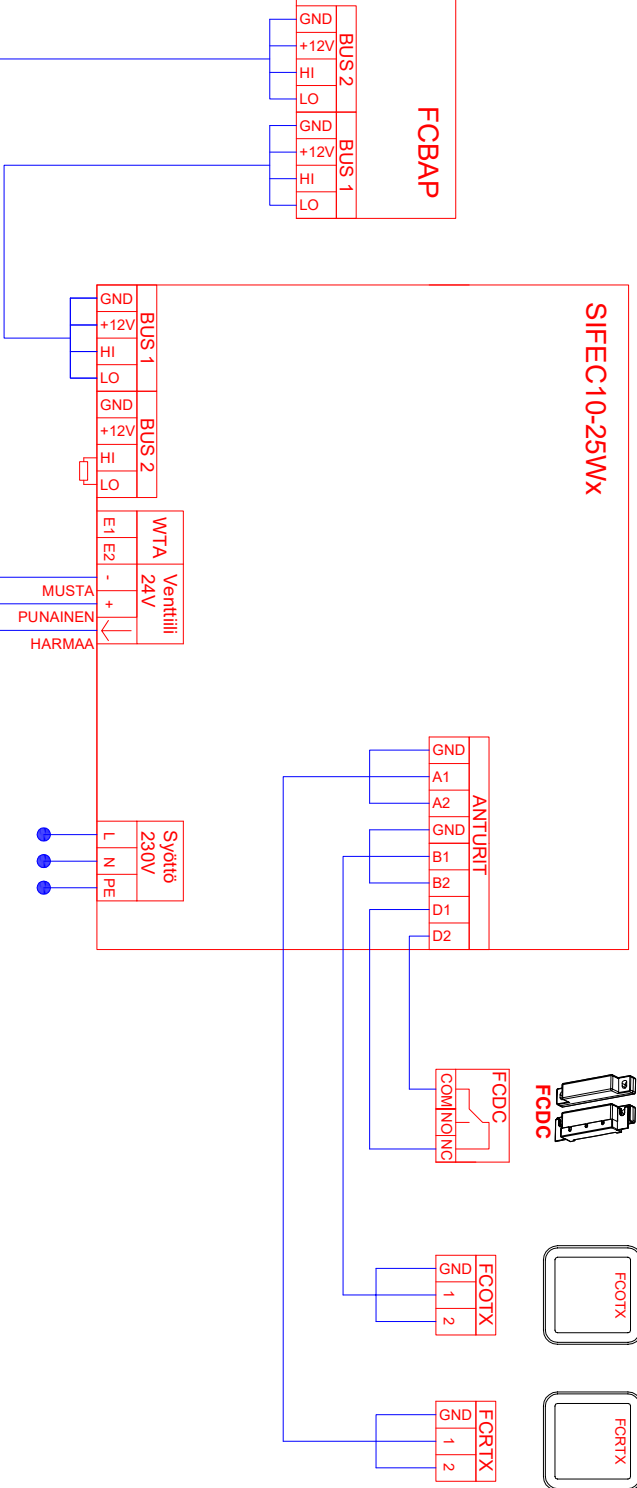 GND
+12V
HI
LO
BUS 2
GND
+12V
HI
LO
BUS 1
FCBAP
SIFEC10-25Wx
GND
+12V
HI
LO
BUS 1
GND
+12V
HI
LO
BUS 2
E1
E2
WTA
-
+
Venttiili
24V
MUSTA
PUNAINEN
HARMAA
L
N
PE
Syöttö
230V
GND
A1
A2
GND
B1
B2
D1
D2
ANTURIT
COM
NO
NC
FCDC
FCDC
GND
1
2
FCOTX
FCOTX
GND
1
2
FCRTX
FCRTX